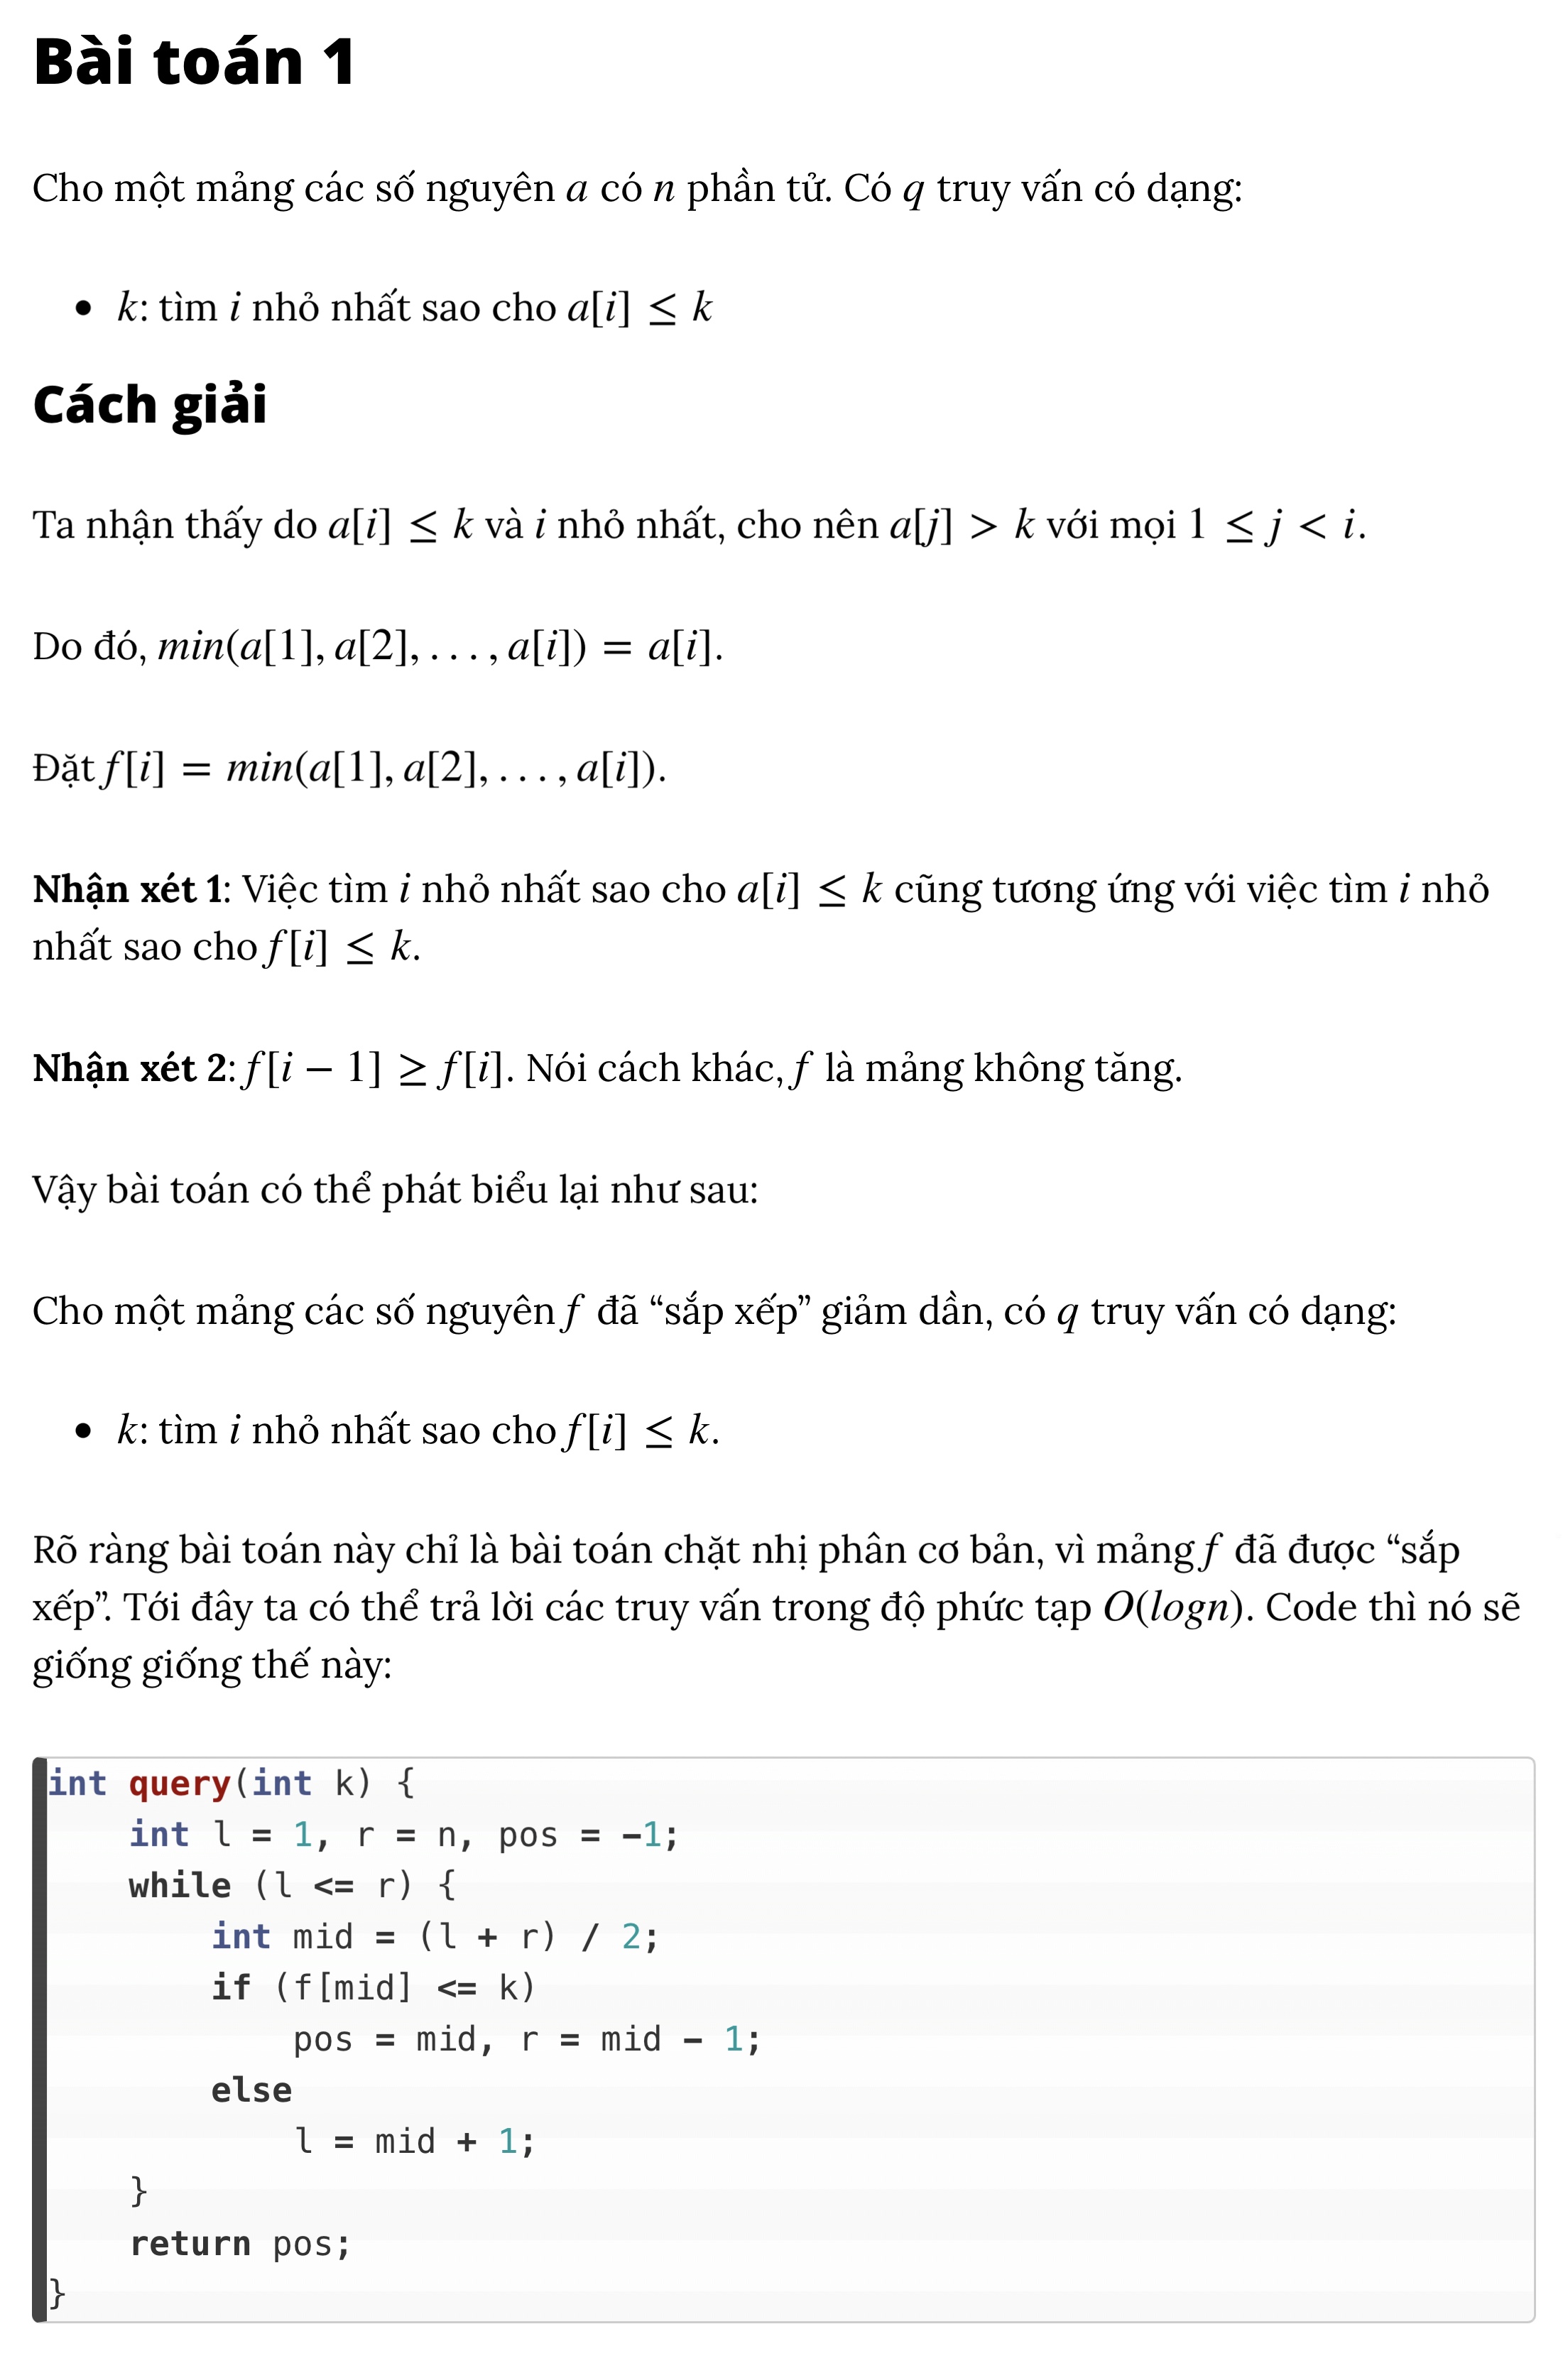 Bài toán 1
Cho một mảng các số nguyên a có n phần tử. Có q truy vấn có dạng:
• k: tìm i nhỏ nhất sao cho a[i] ≤ k
Cách giải
Ta nhận thấy do a[i] ≤ k và i nhỏ nhất, cho nên a[j] > k với mọi 1 ≤ j < i.
Do đó, min(a[1], a[2], . . . , a[i]) = a[i].
Đặt f[i] = min(a[1], a[2], . . . , a[i]).
Nhận xét 1: Việc tìm i nhỏ nhất sao cho a[i] ≤ k cũng tương ứng với việc tìm i nhỏ
nhất sao cho f[i] ≤ k.
Nhận xét 2: f[i − 1] ≥ f[i]. Nói cách khác, f là mảng không tăng.
Vậy bài toán có thể phát biểu lại như sau:
Cho một mảng các số nguyên f đã “sắp xếp” giảm dần, có q truy vấn có dạng:
• k: tìm i nhỏ nhất sao cho f[i] ≤ k.
Rõ ràng bài toán này chỉ là bài toán chặt nhị phân cơ bản, vì mảng f đã được “sắp
xếp”. Tới đây ta có thể trả lời các truy vấn trong độ phức tạp O(logn). Code thì nó sẽ
giống giống thế này:
int query(int k) {
    int l = 1, r = n, pos = -1;
    while (l <= r) {
        int mid = (l + r) / 2;
        if (f[mid] <= k)
            pos = mid, r = mid - 1;
        else
            l = mid + 1;
    }
    return pos;
}